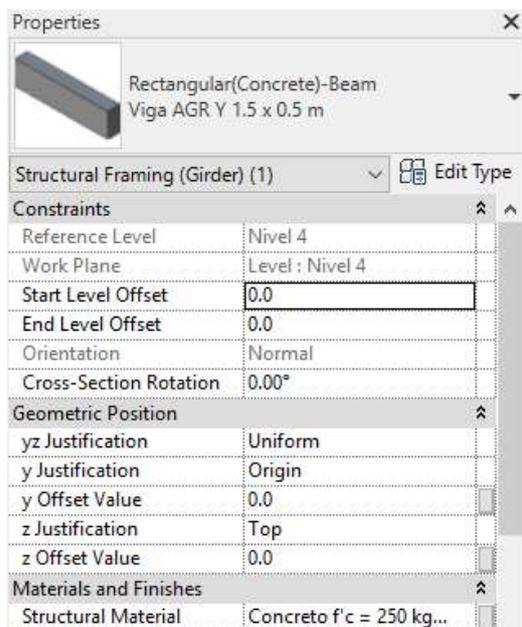 Properties
Rectangular(Concrete)-Beam
Viga AGR Y 1.5 x 0.5 m
Structural Framing (Girder) (1) Edit Type
Constraints
Reference Level Nivel 4
Work Plane Level : Nivel 4
Start Level Offset 0.0
End Level Offset 0.0
Orientation Normal
Cross-Section Rotation 0.00°
Geometric Position
yz Justification Uniform
y Justification Origin
y Offset Value 0.0
z Justification Top
z Offset Value 0.0
Materials and Finishes
Structural Material Concreto f'c = 250 kg...